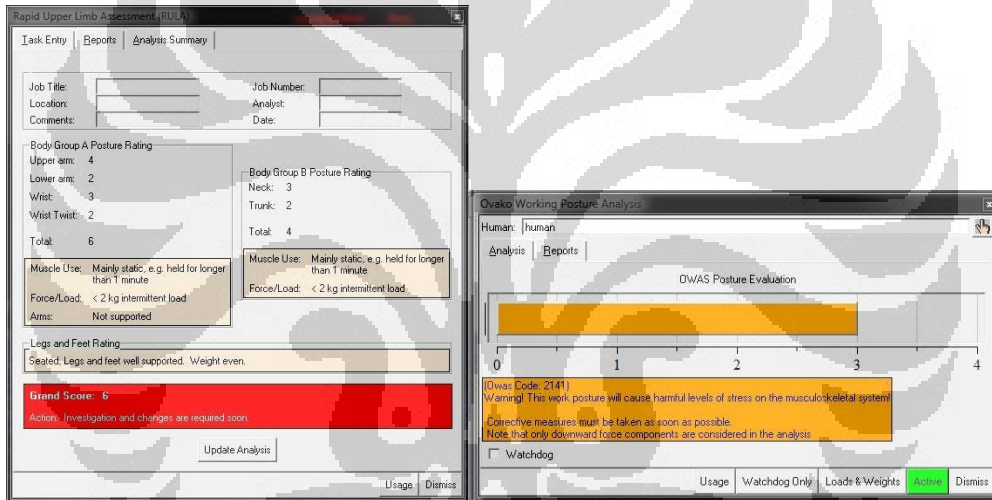 Rapid Upper Limb Assessment (RULA)
Task Entry Reports Analysis Summary
Job Title: Job Number:
Location: Analyst:
Comments: Date:
Body Group A Posture Rating
Upper arm: 4
Lower arm: 2
Wrist: 3
Wrist Twist: 2
Total: 6
Muscle Use: Mainly static, e.g. held for longer
than 1 minute
Force/Load: < 2 kg intermittent load
Arms: Not supported
Body Group B Posture Rating
Neck: 3
Trunk: 2
Total: 4
Muscle Use: Mainly static, e.g. held for longer
than 1 minute
Force/Load: < 2 kg intermittent load
Legs and Feet Rating
Seated, Legs and feet well supported. Weight even.
Grand Score: 6
Action: Investigation and changes are required soon.
Update Analysis
Usage Dismiss
Ovako Working Posture Analysis
Human: human
Analysis Reports
OWAS Posture Evaluation
0 1 2 3 4
(Owas Code: 2141)
Warning! This work posture will cause harmful levels of stress on the musculoskeletal system!
Corrective measures must be taken as soon as possible.
Note that only downward force components are considered in the analysis
Watchdog
Usage Watchdog Only Loads & Weights Active Dismiss